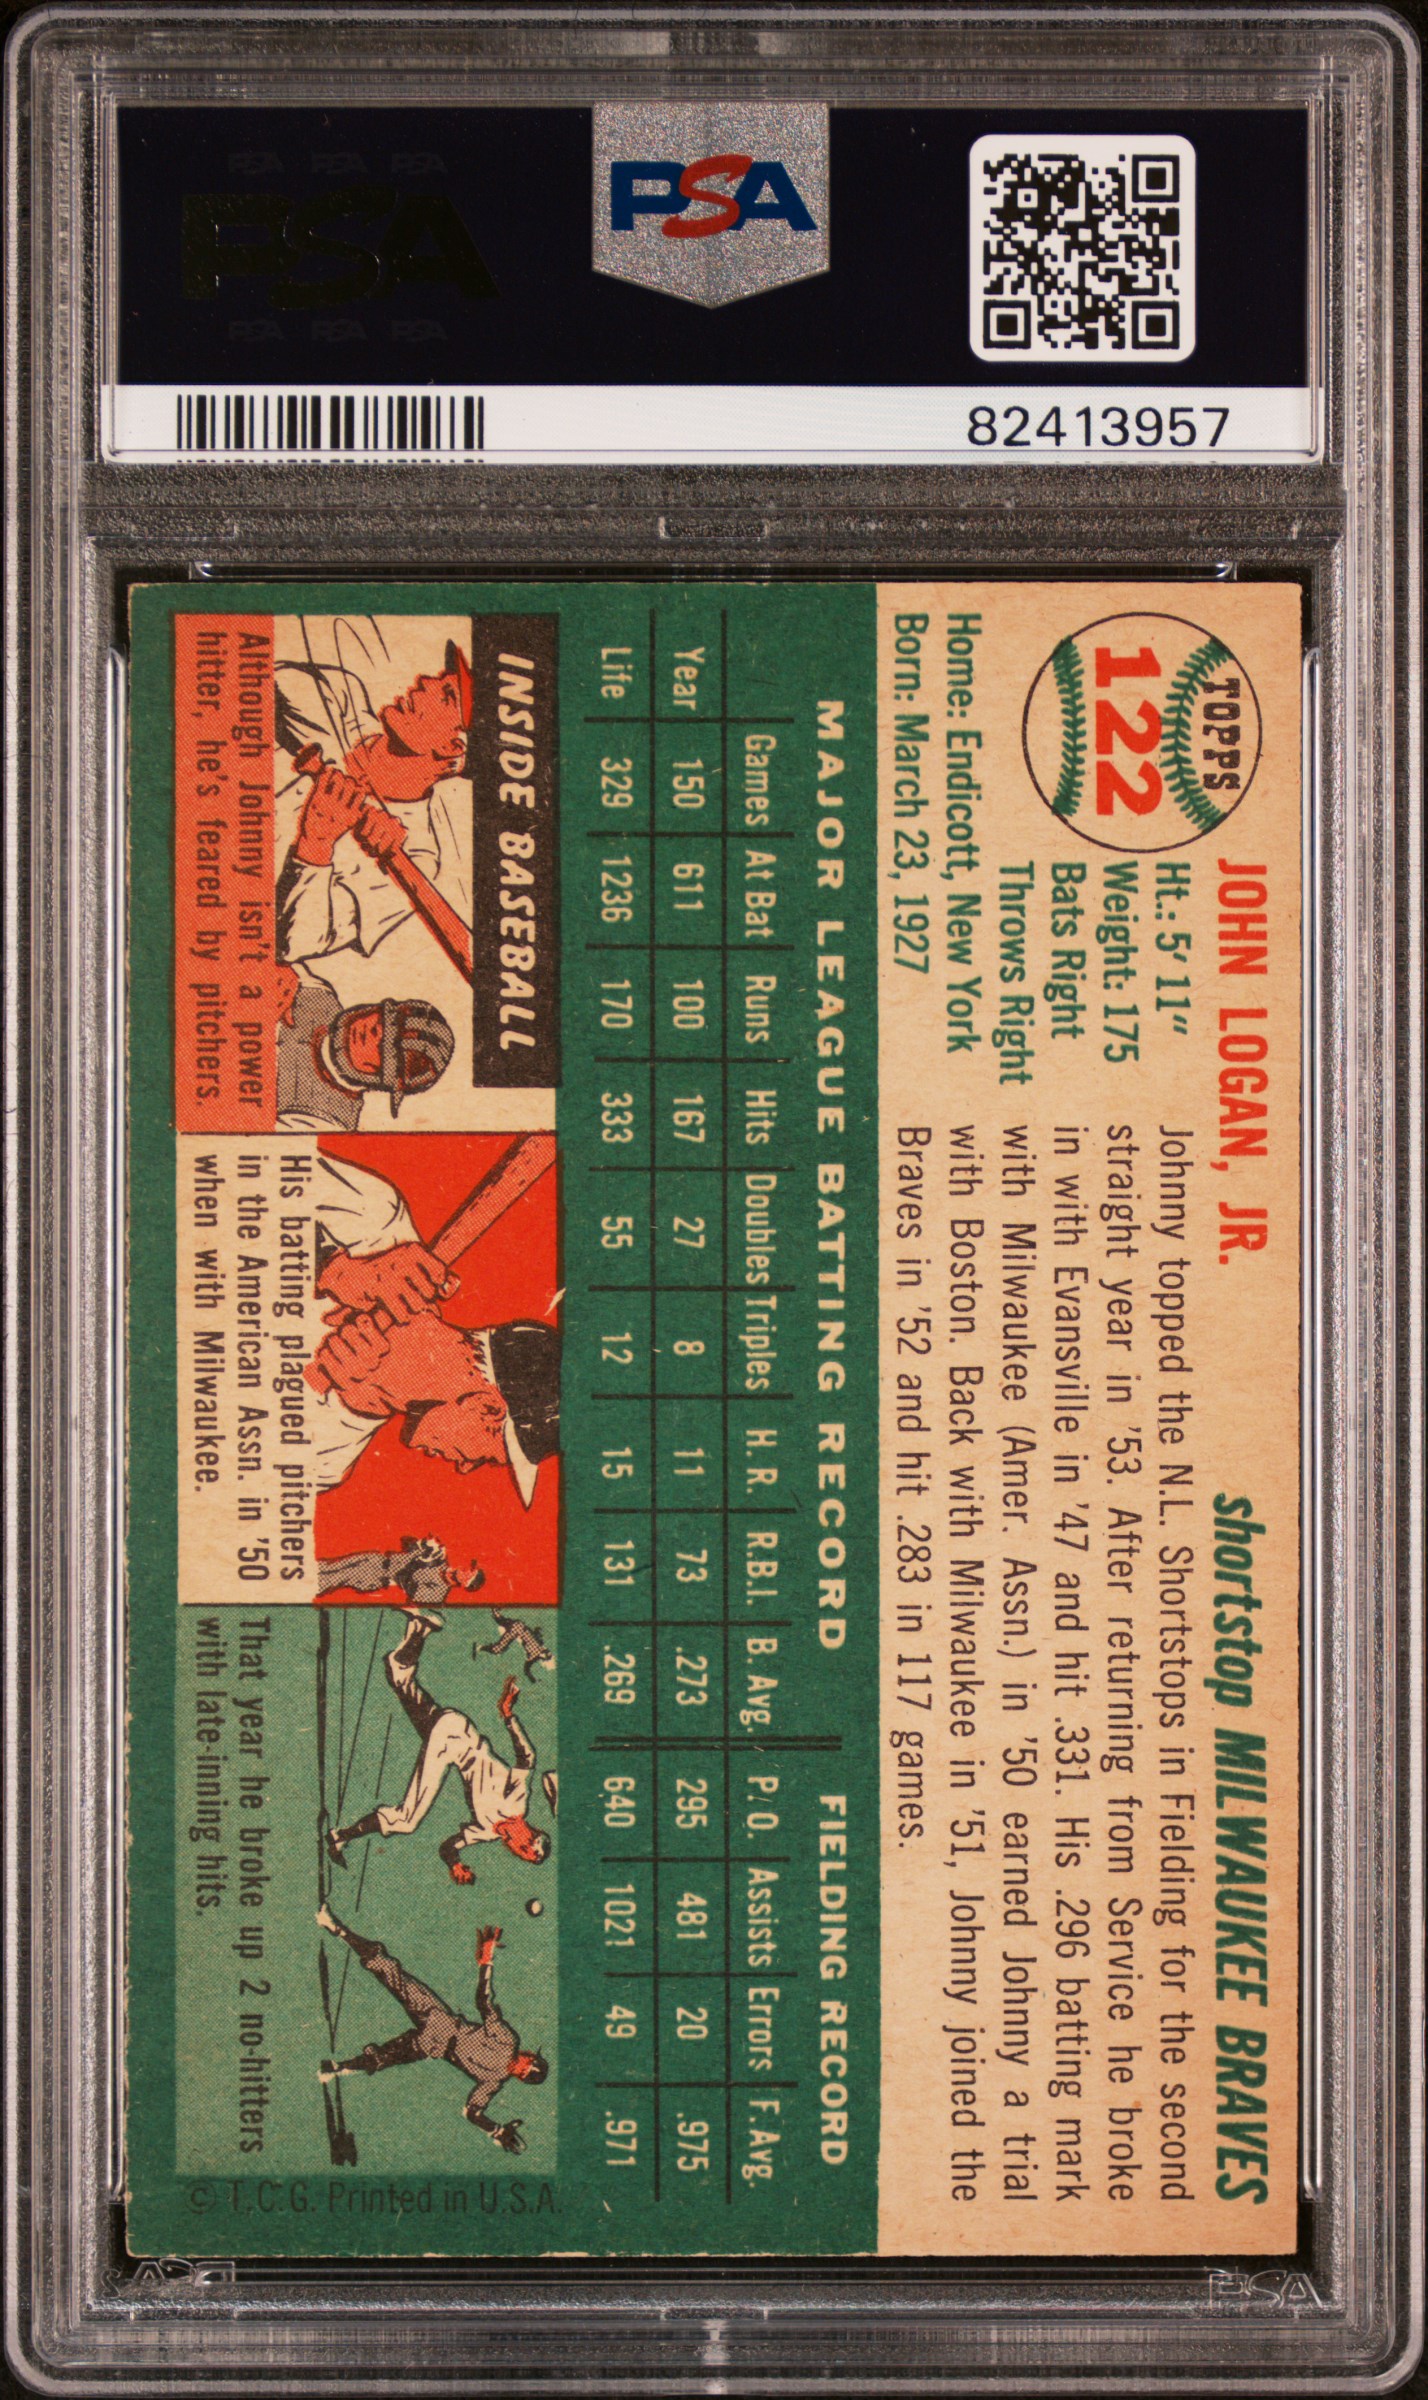 PSA PSA PSA
PSA
PSA PSA PSA
PSA
82413957
TOPPS
122
JOHN LOGAN, JR.
shortstop MILWAUKEE BRAVES
Ht.: 5' 11"
Weight: 175
Bats Right
Throws Right
Home: Endicott, New York
Born: March 23, 1927
Johnny topped the N.L. Shortstops in Fielding for the second
straight year in '53. After returning from Service he broke
in with Evansville in '47 and hit .331. His .296 batting mark
with Milwaukee (Amer. Assn.) in '50 earned Johnny a trial
with Boston. Back with Milwaukee in '51, Johnny joined the
Braves in '52 and hit .283 in 117 games.
MAJOR LEAGUE BATTING RECORD FIELDING RECORD
Games At Bat Runs Hits Doubles Triples H. R. R.B.I. B. Avg. P. O. Assists Errors F. Avg.
Year 150 611 100 167 27 8 11 73 .273 295 481 20 .975
Life 329 1236 170 333 55 12 15 131 .269 640 1021 49 .971
INSIDE BASEBALL
Although Johnny isn't a power
hitter, he's feared by pitchers.
His batting plagued pitchers
in the American Assn. in '50
when with Milwaukee.
That year he broke up 2 no-hitters
with late-inning hits.
© T.C.G. Printed in U.S.A.
PSA
PSA